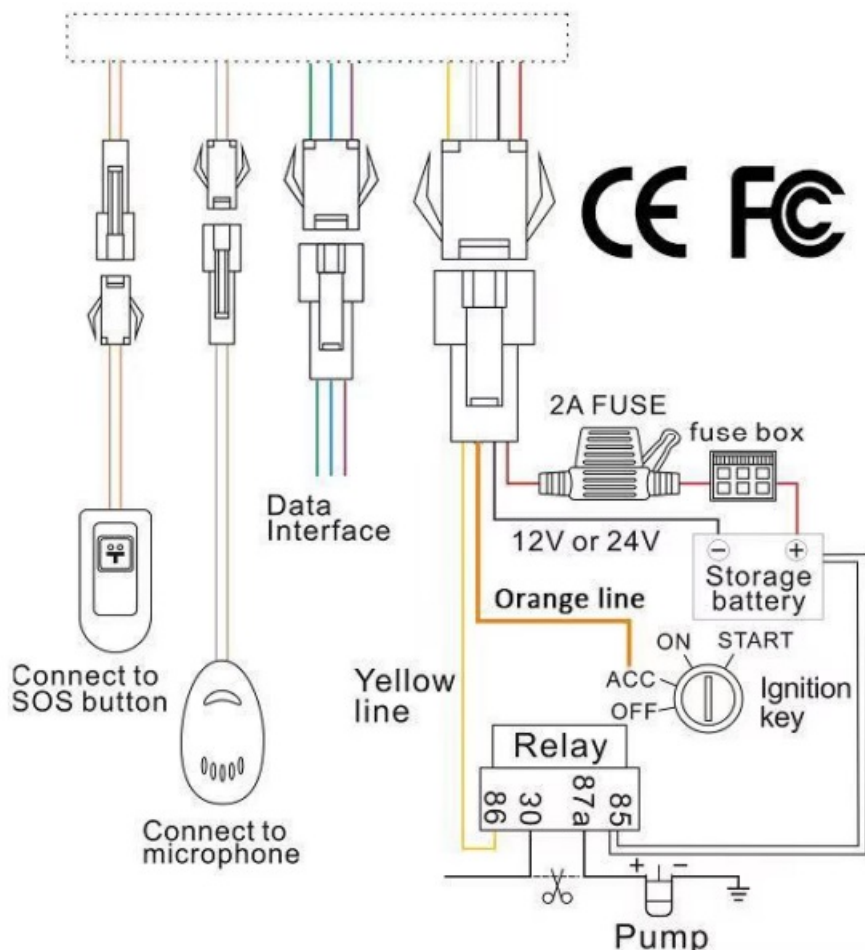 CE FC
2A FUSE
fuse box
Data
Interface
12V or 24V
− +
Storage
battery
Orange line
ON START
ACC
OFF
Ignition
key
Connect to
SOS button
Yellow
line
Relay
86 30 87a 85
Connect to
microphone
+ −
Pump